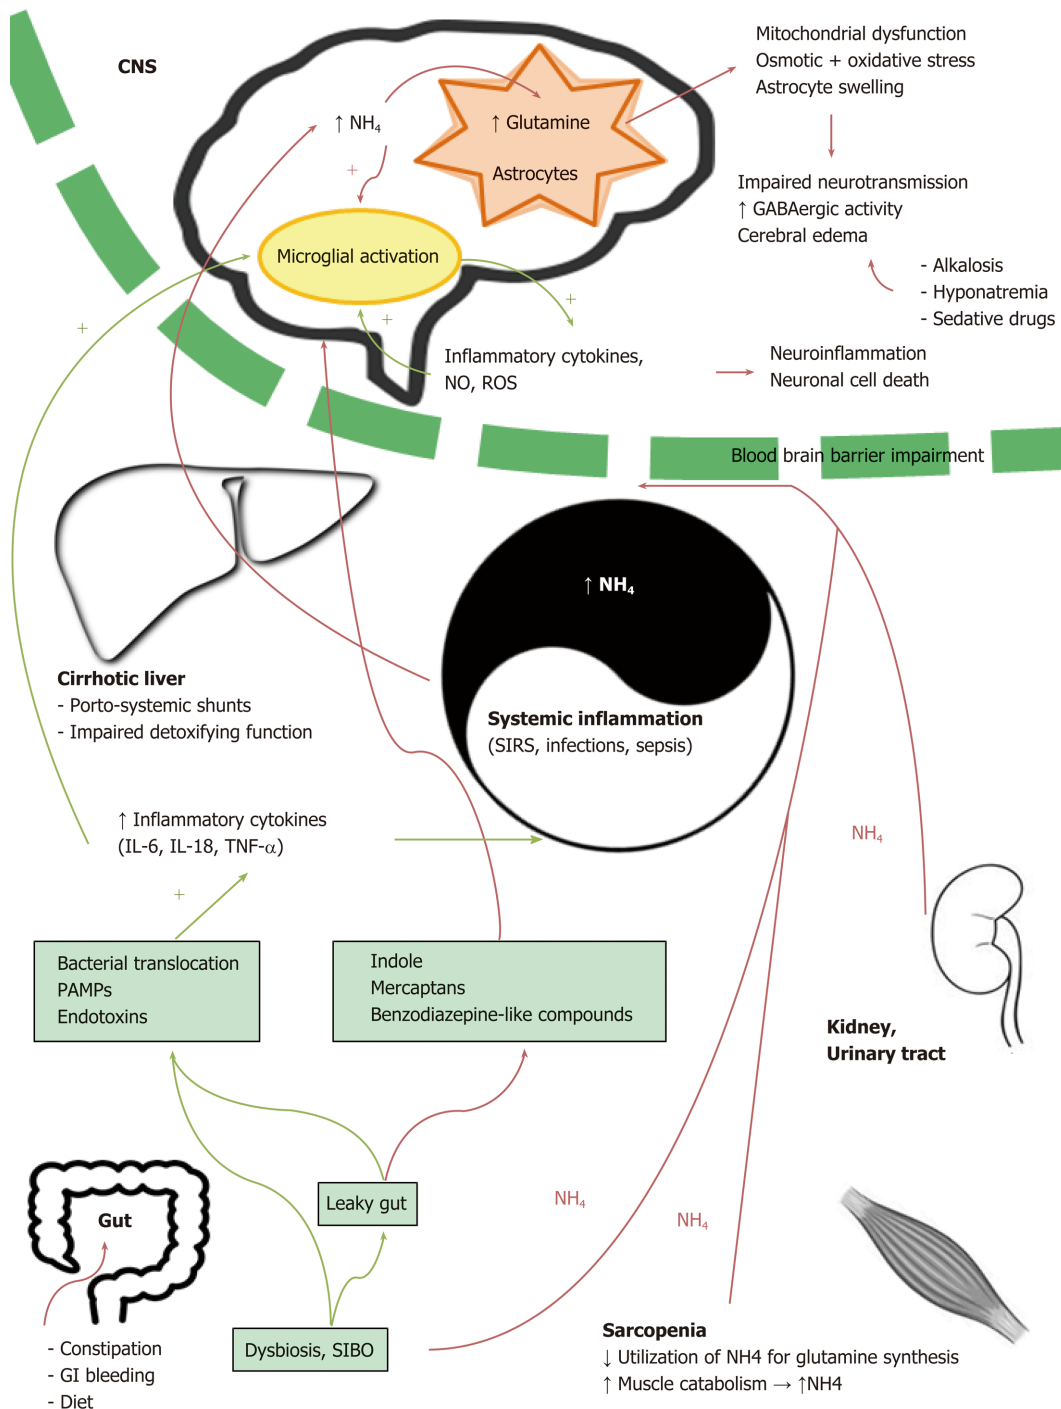 CNS
Mitochondrial dysfunction
Osmotic + oxidative stress
Astrocyte swelling
↑ NH₄
↑ Glutamine
Astrocytes
+
Impaired neurotransmission
↑ GABAergic activity
Cerebral edema
Microglial activation
- Alkalosis
- Hyponatremia
- Sedative drugs
+
+
+
Inflammatory cytokines,
NO, ROS
Neuroinflammation
Neuronal cell death
Blood brain barrier impairment
↑ NH₄
Cirrhotic liver
- Porto-systemic shunts
- Impaired detoxifying function
Systemic inflammation
(SIRS, infections, sepsis)
↑ Inflammatory cytokines
(IL-6, IL-18, TNF-α)
NH₄
+
Bacterial translocation
PAMPs
Endotoxins
Indole
Mercaptans
Benzodiazepine-like compounds
Kidney,
Urinary tract
Leaky gut
NH₄
NH₄
Gut
Dysbiosis, SIBO
- Constipation
- GI bleeding
- Diet
Sarcopenia
↓ Utilization of NH4 for glutamine synthesis
↑ Muscle catabolism → ↑NH4